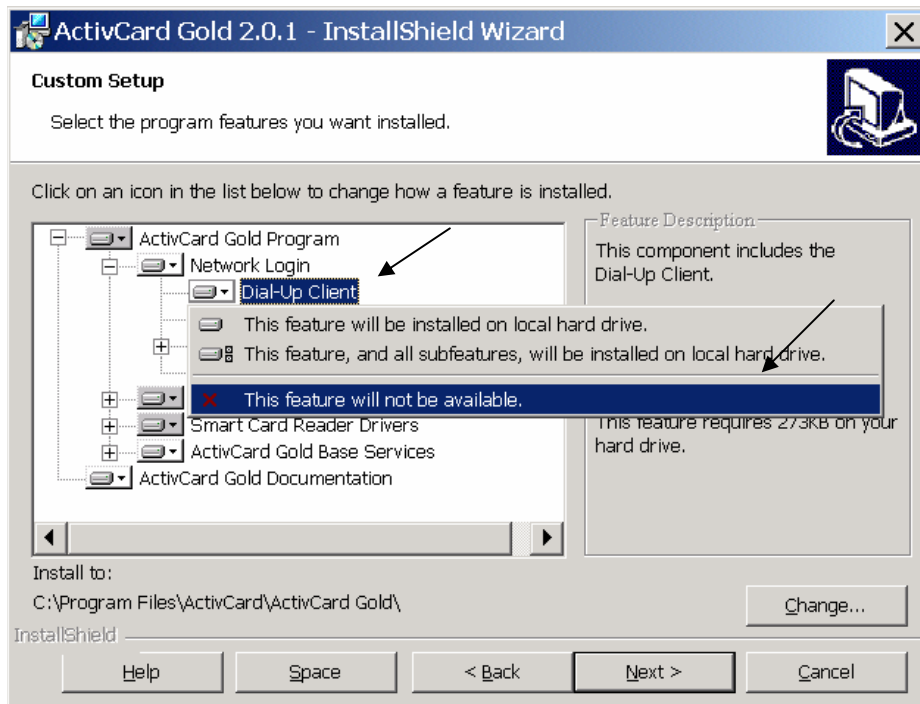 ActivCard Gold 2.0.1 - InstallShield Wizard
Custom Setup
Select the program features you want installed.
Click on an icon in the list below to change how a feature is installed.
ActivCard Gold Program
Network Login
Dial-Up Client
This feature will be installed on local hard drive.
This feature, and all subfeatures, will be installed on local hard drive.
This feature will not be available.
Smart Card Reader Drivers
ActivCard Gold Base Services
ActivCard Gold Documentation
Feature Description
This component includes the
Dial-Up Client.
This feature requires 273KB on your
hard drive.
Install to:
C:\Program Files\ActivCard\ActivCard Gold\
Change...
InstallShield
Help
Space
< Back
Next >
Cancel